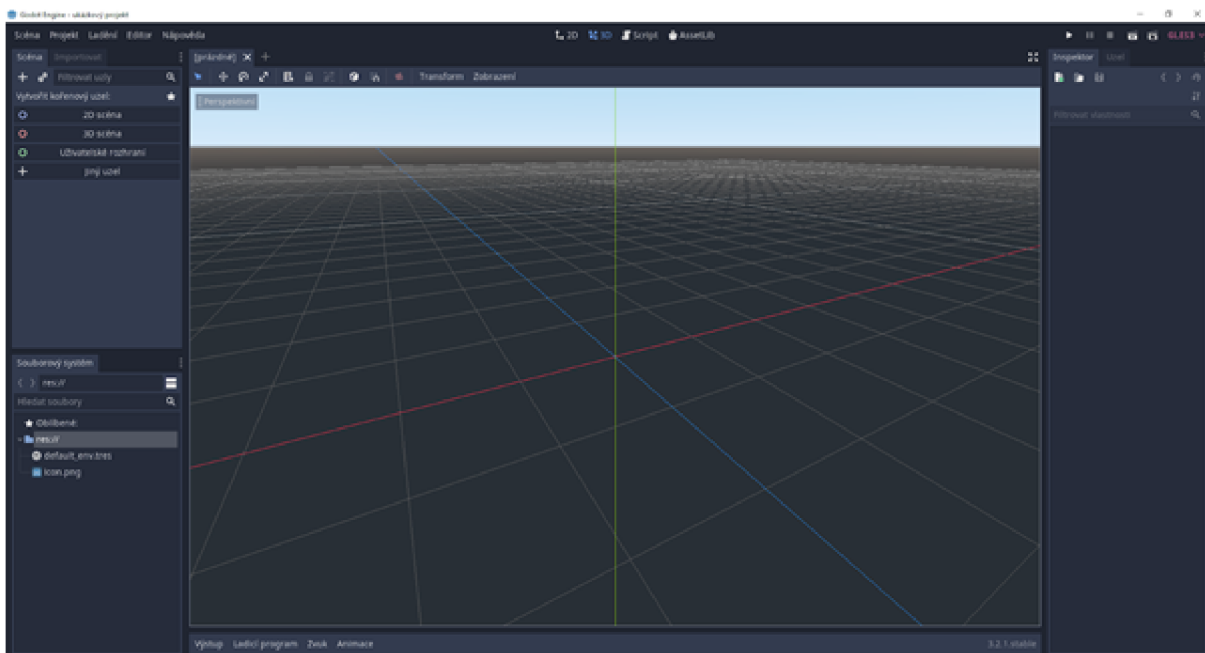 Godot Engine - ukázkový projekt
Scéna Projekt Ladění Editor Nápověda
2D 3D Script AssetLib
GLES3
Scéna Importovat
Filtrovat uzly
Vytvořit kořenový uzel:
2D scéna
3D scéna
Uživatelské rozhraní
Jiný uzel
Souborový systém
res://
Hledat soubory
Oblíbené:
res://
default_env.tres
icon.png
[prázdné]
Transform Zobrazení
[ Perspektivní
Výstup Ladicí program Zvuk Animace
3.2.1.stable
Inspektor Uzel
Filtrovat vlastnosti